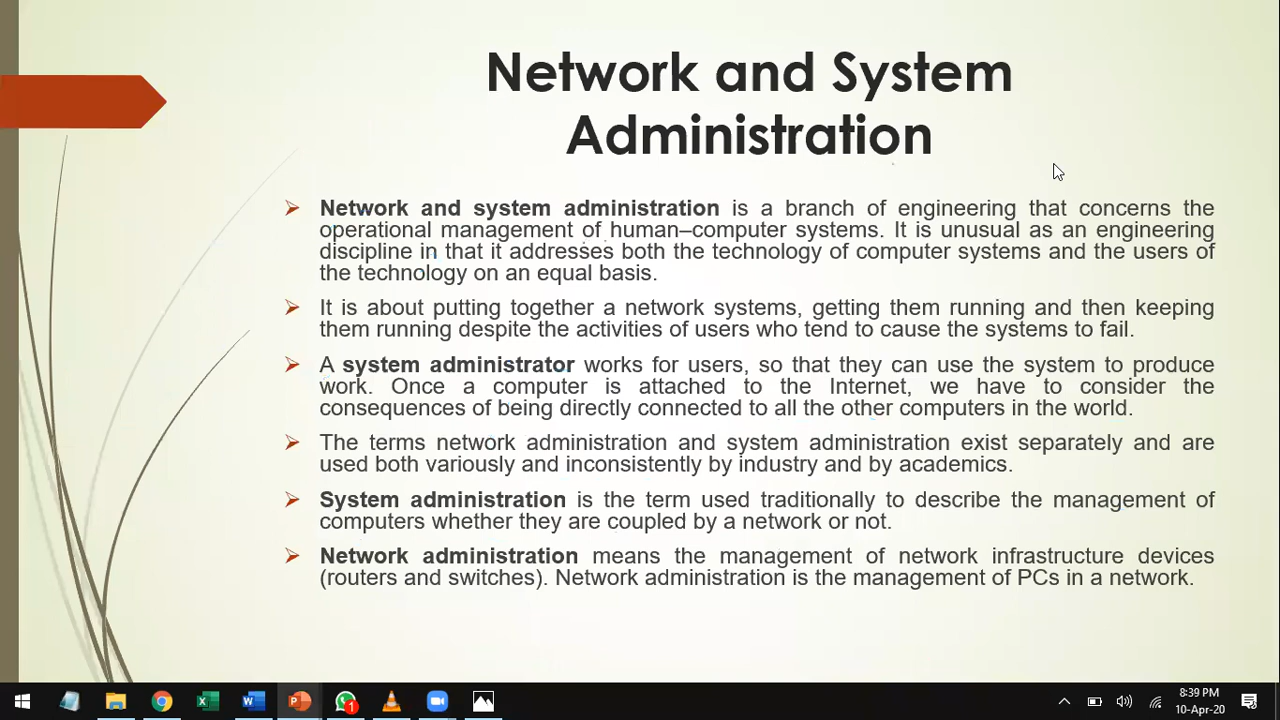 Network and System
Administration
Network and system administration is a branch of engineering that concerns the
operational management of human–computer systems. It is unusual as an engineering
discipline in that it addresses both the technology of computer systems and the users of
the technology on an equal basis.
It is about putting together a network systems, getting them running and then keeping
them running despite the activities of users who tend to cause the systems to fail.
A system administrator works for users, so that they can use the system to produce
work. Once a computer is attached to the Internet, we have to consider the
consequences of being directly connected to all the other computers in the world.
The terms network administration and system administration exist separately and are
used both variously and inconsistently by industry and by academics.
System administration is the term used traditionally to describe the management of
computers whether they are coupled by a network or not.
Network administration means the management of network infrastructure devices
(routers and switches). Network administration is the management of PCs in a network.
1
8:39 PM
10-Apr-20